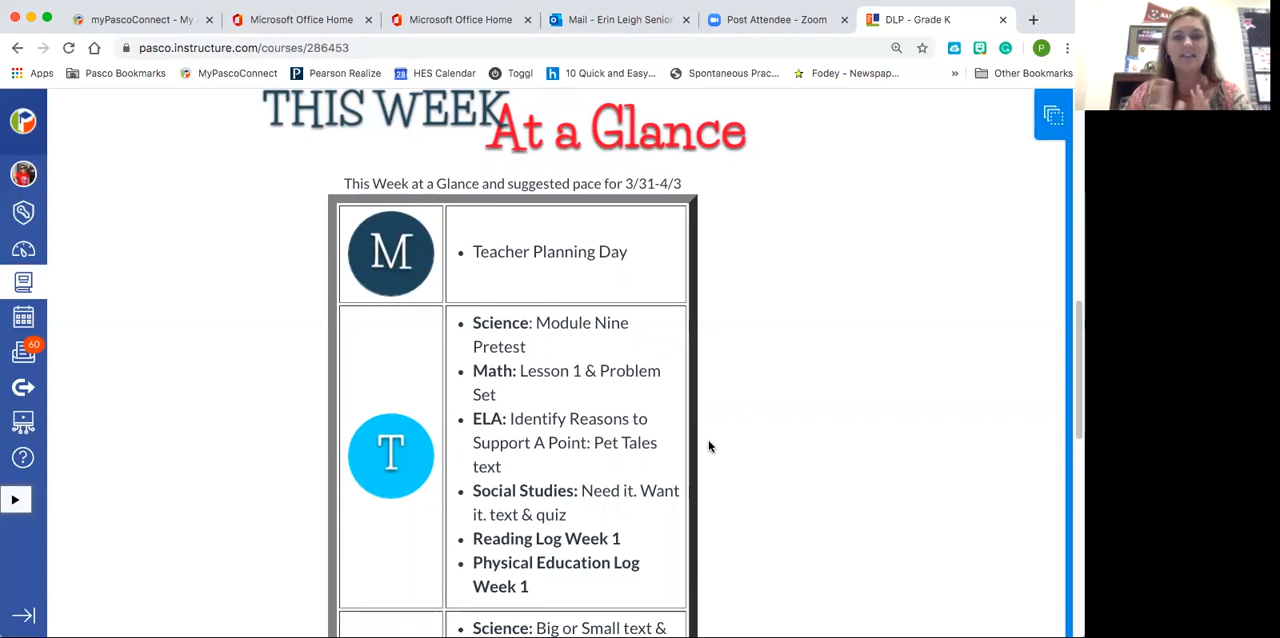 myPascoConnect - My
Microsoft Office Home
Microsoft Office Home
Mail - Erin Leigh Senior
Post Attendee - Zoom
DLP - Grade K
pasco.instructure.com/courses/286453
P
Apps
Pasco Bookmarks
MyPascoConnect
Pearson Realize
HES Calendar
Toggl
10 Quick and Easy...
Spontaneous Prac...
Fodey - Newspap...
»
Other Bookmarks
THIS WEEK
At a Glance
This Week at a Glance and suggested pace for 3/31-4/3
M
• Teacher Planning Day
T
• Science: Module Nine
Pretest
• Math: Lesson 1 & Problem
Set
• ELA: Identify Reasons to
Support A Point: Pet Tales
text
• Social Studies: Need it. Want
it. text & quiz
• Reading Log Week 1
• Physical Education Log
Week 1
• Science: Big or Small text &
60